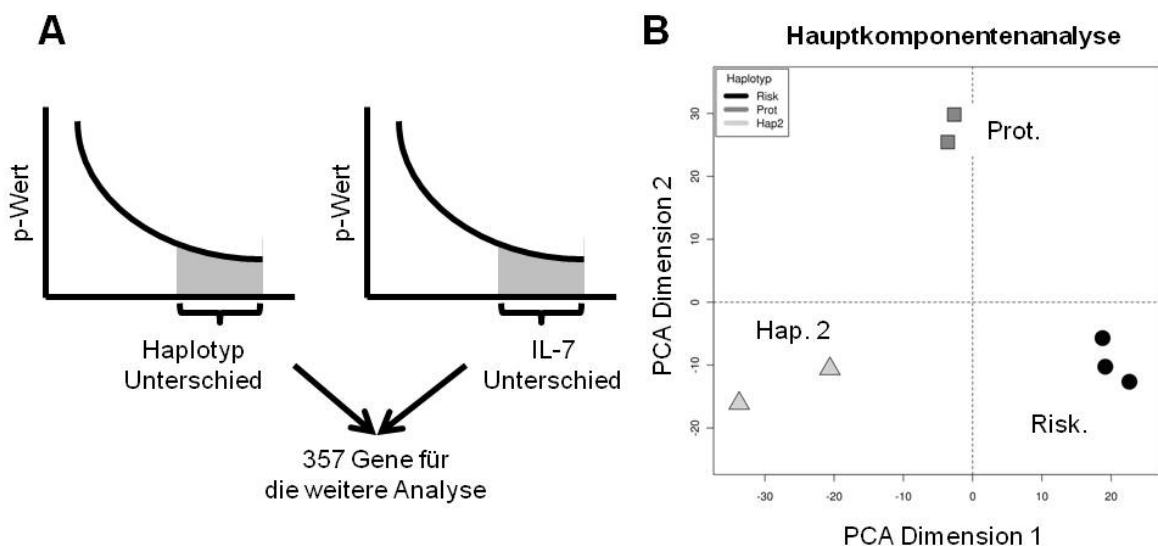 A
p-Wert
Haplotyp
Unterschied
p-Wert
IL-7
Unterschied
357 Gene für
die weitere Analyse
B
Hauptkomponentenanalyse
Haplotyp
Risk
Prot
Hap2
Prot.
Hap. 2
Risk.
PCA Dimension 2
30
20
10
0
-10
-20
-30
-20
-10
0
10
20
PCA Dimension 1